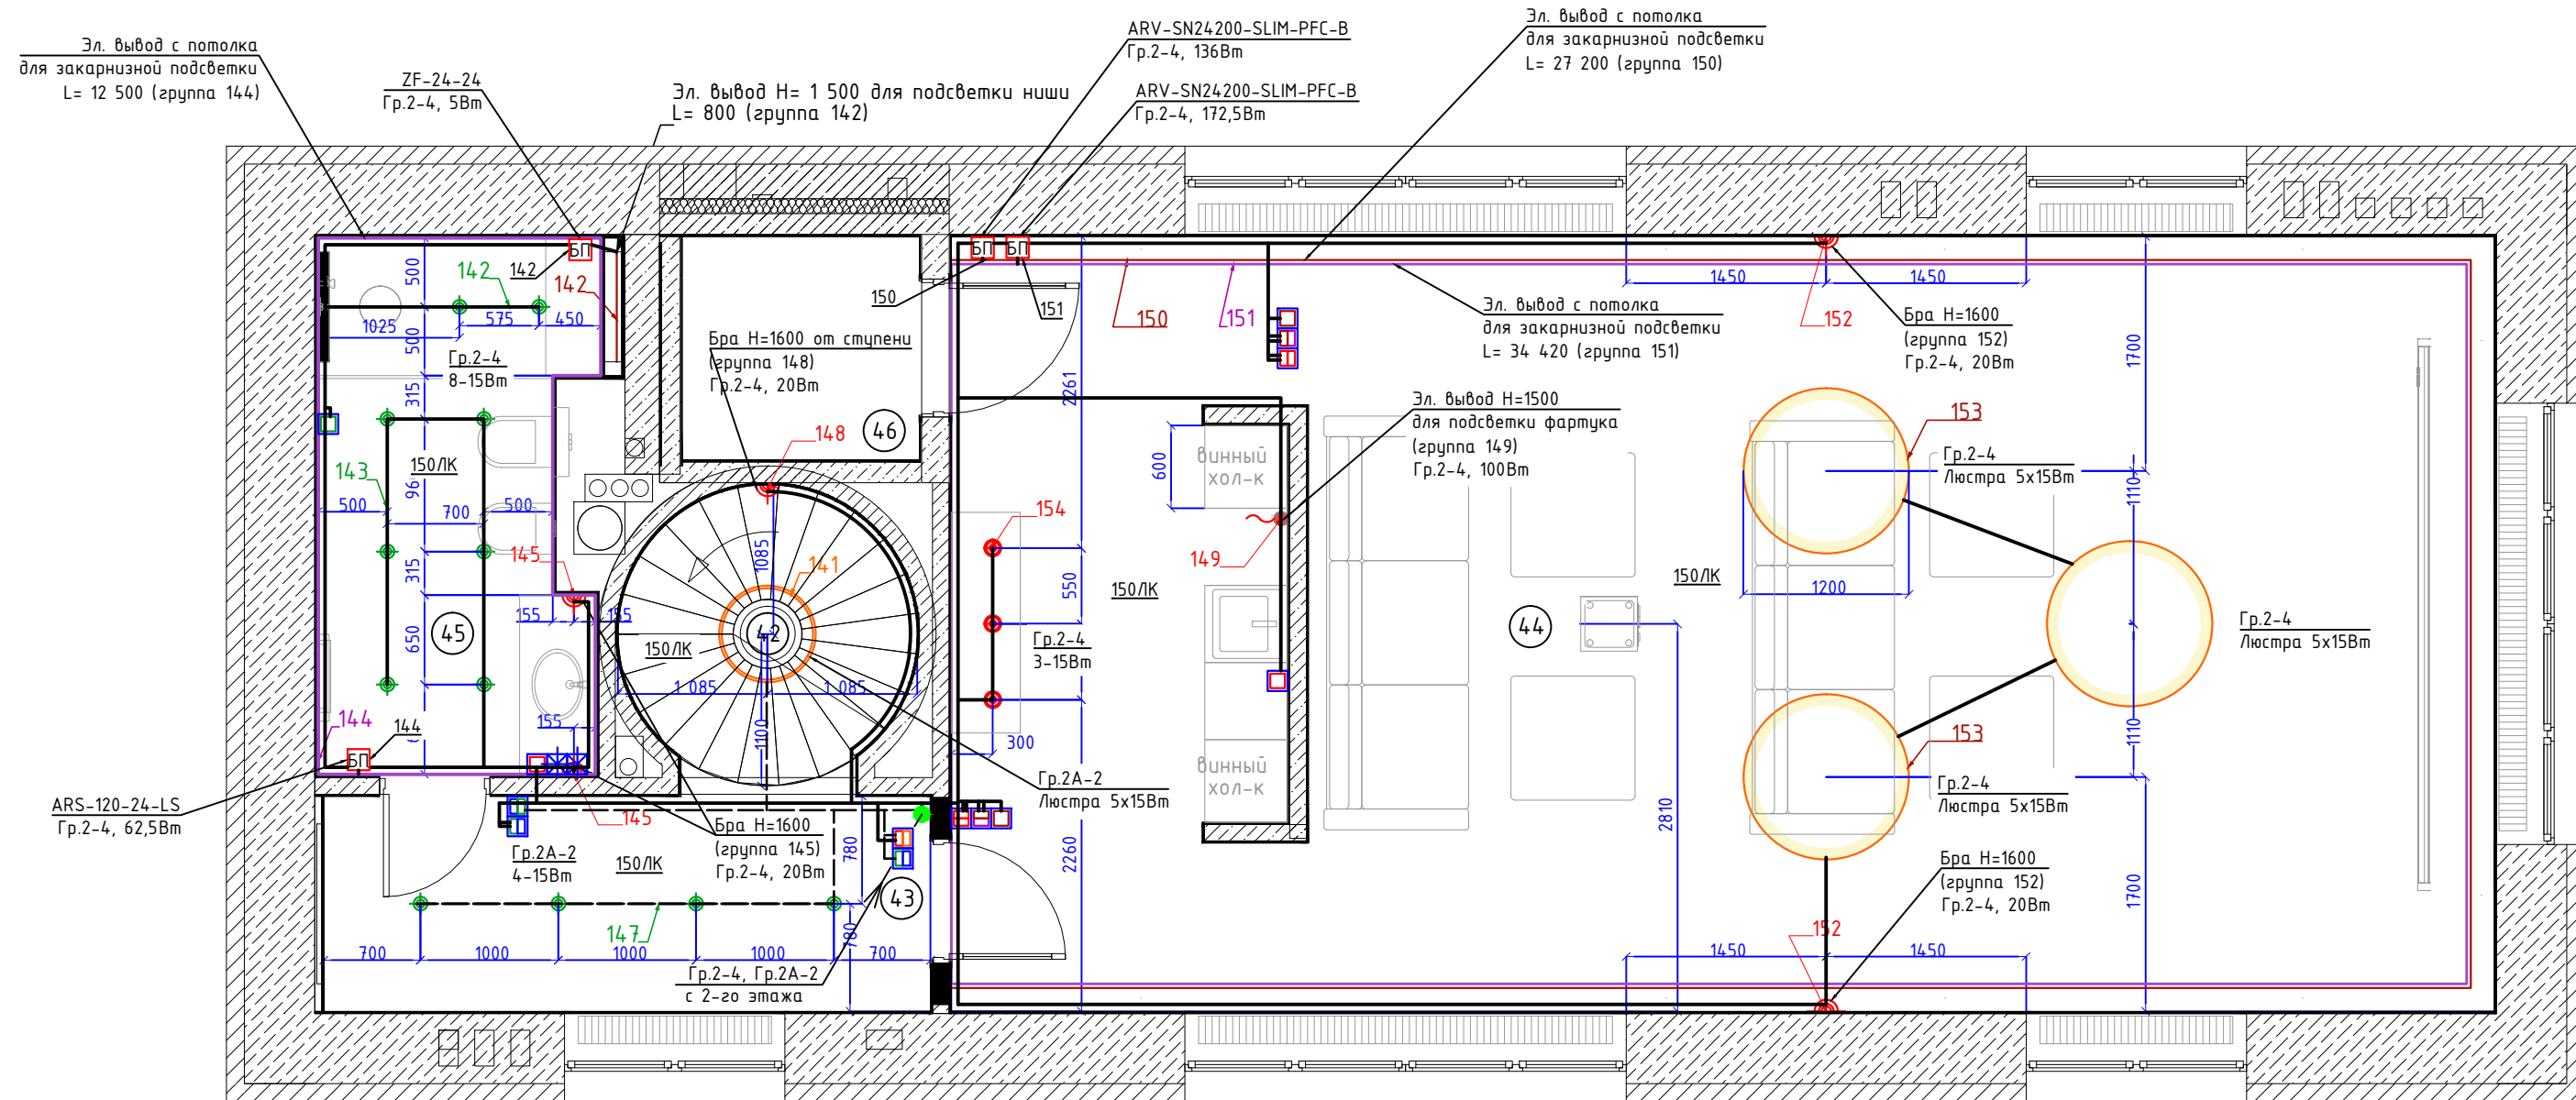 Эл. вывод с потолка
для закарнизной подсветки
L= 12 500 (группа 144)
ZF-24-24
Гр.2-4, 5Вт
Эл. вывод H= 1 500 для подсветки ниши
L= 800 (группа 142)
ARV-SN24200-SLIM-PFC-B
Гр.2-4, 136Вт
ARV-SN24200-SLIM-PFC-B
Гр.2-4, 172,5Вт
Эл. вывод с потолка
для закарнизной подсветки
L= 27 200 (группа 150)
БП
142
142
142
500
1025
575
450
500
Гр.2-4
8-15Вт
315
143
150/ЛК
96
500
700
500
145
315
155
155
45
650
155
144
144
БП
ARS-120-24-LS
Гр.2-4, 62,5Вт
145
Бра H=1600 от ступени
(группа 148)
Гр.2-4, 20Вт
148
46
1085
141
42
150/ЛК
1 085
1 085
1100
Гр.2А-2
Люстра 5х15Вт
Бра H=1600
(группа 145)
Гр.2-4, 20Вт
Гр.2А-2
4-15Вт
150/ЛК
780
43
147
780
700
1000
1000
1000
700
Гр.2-4, Гр.2А-2
с 2-го этажа
БП
БП
150
151
150
151
Эл. вывод с потолка
для закарнизной подсветки
L= 34 420 (группа 151)
2261
Эл. вывод H=1500
для подсветки фартука
(группа 149)
Гр.2-4, 100Вт
600
винный
хол-к
149
154
550
150/ЛК
Гр.2-4
3-15Вт
300
винный
хол-к
2260
1450
1450
152
Бра H=1600
(группа 152)
Гр.2-4, 20Вт
1700
153
Гр.2-4
Люстра 5х15Вт
1110
150/ЛК
1200
44
Гр.2-4
Люстра 5х15Вт
153
Гр.2-4
Люстра 5х15Вт
1110
2810
Бра H=1600
(группа 152)
Гр.2-4, 20Вт
1700
152
1450
1450